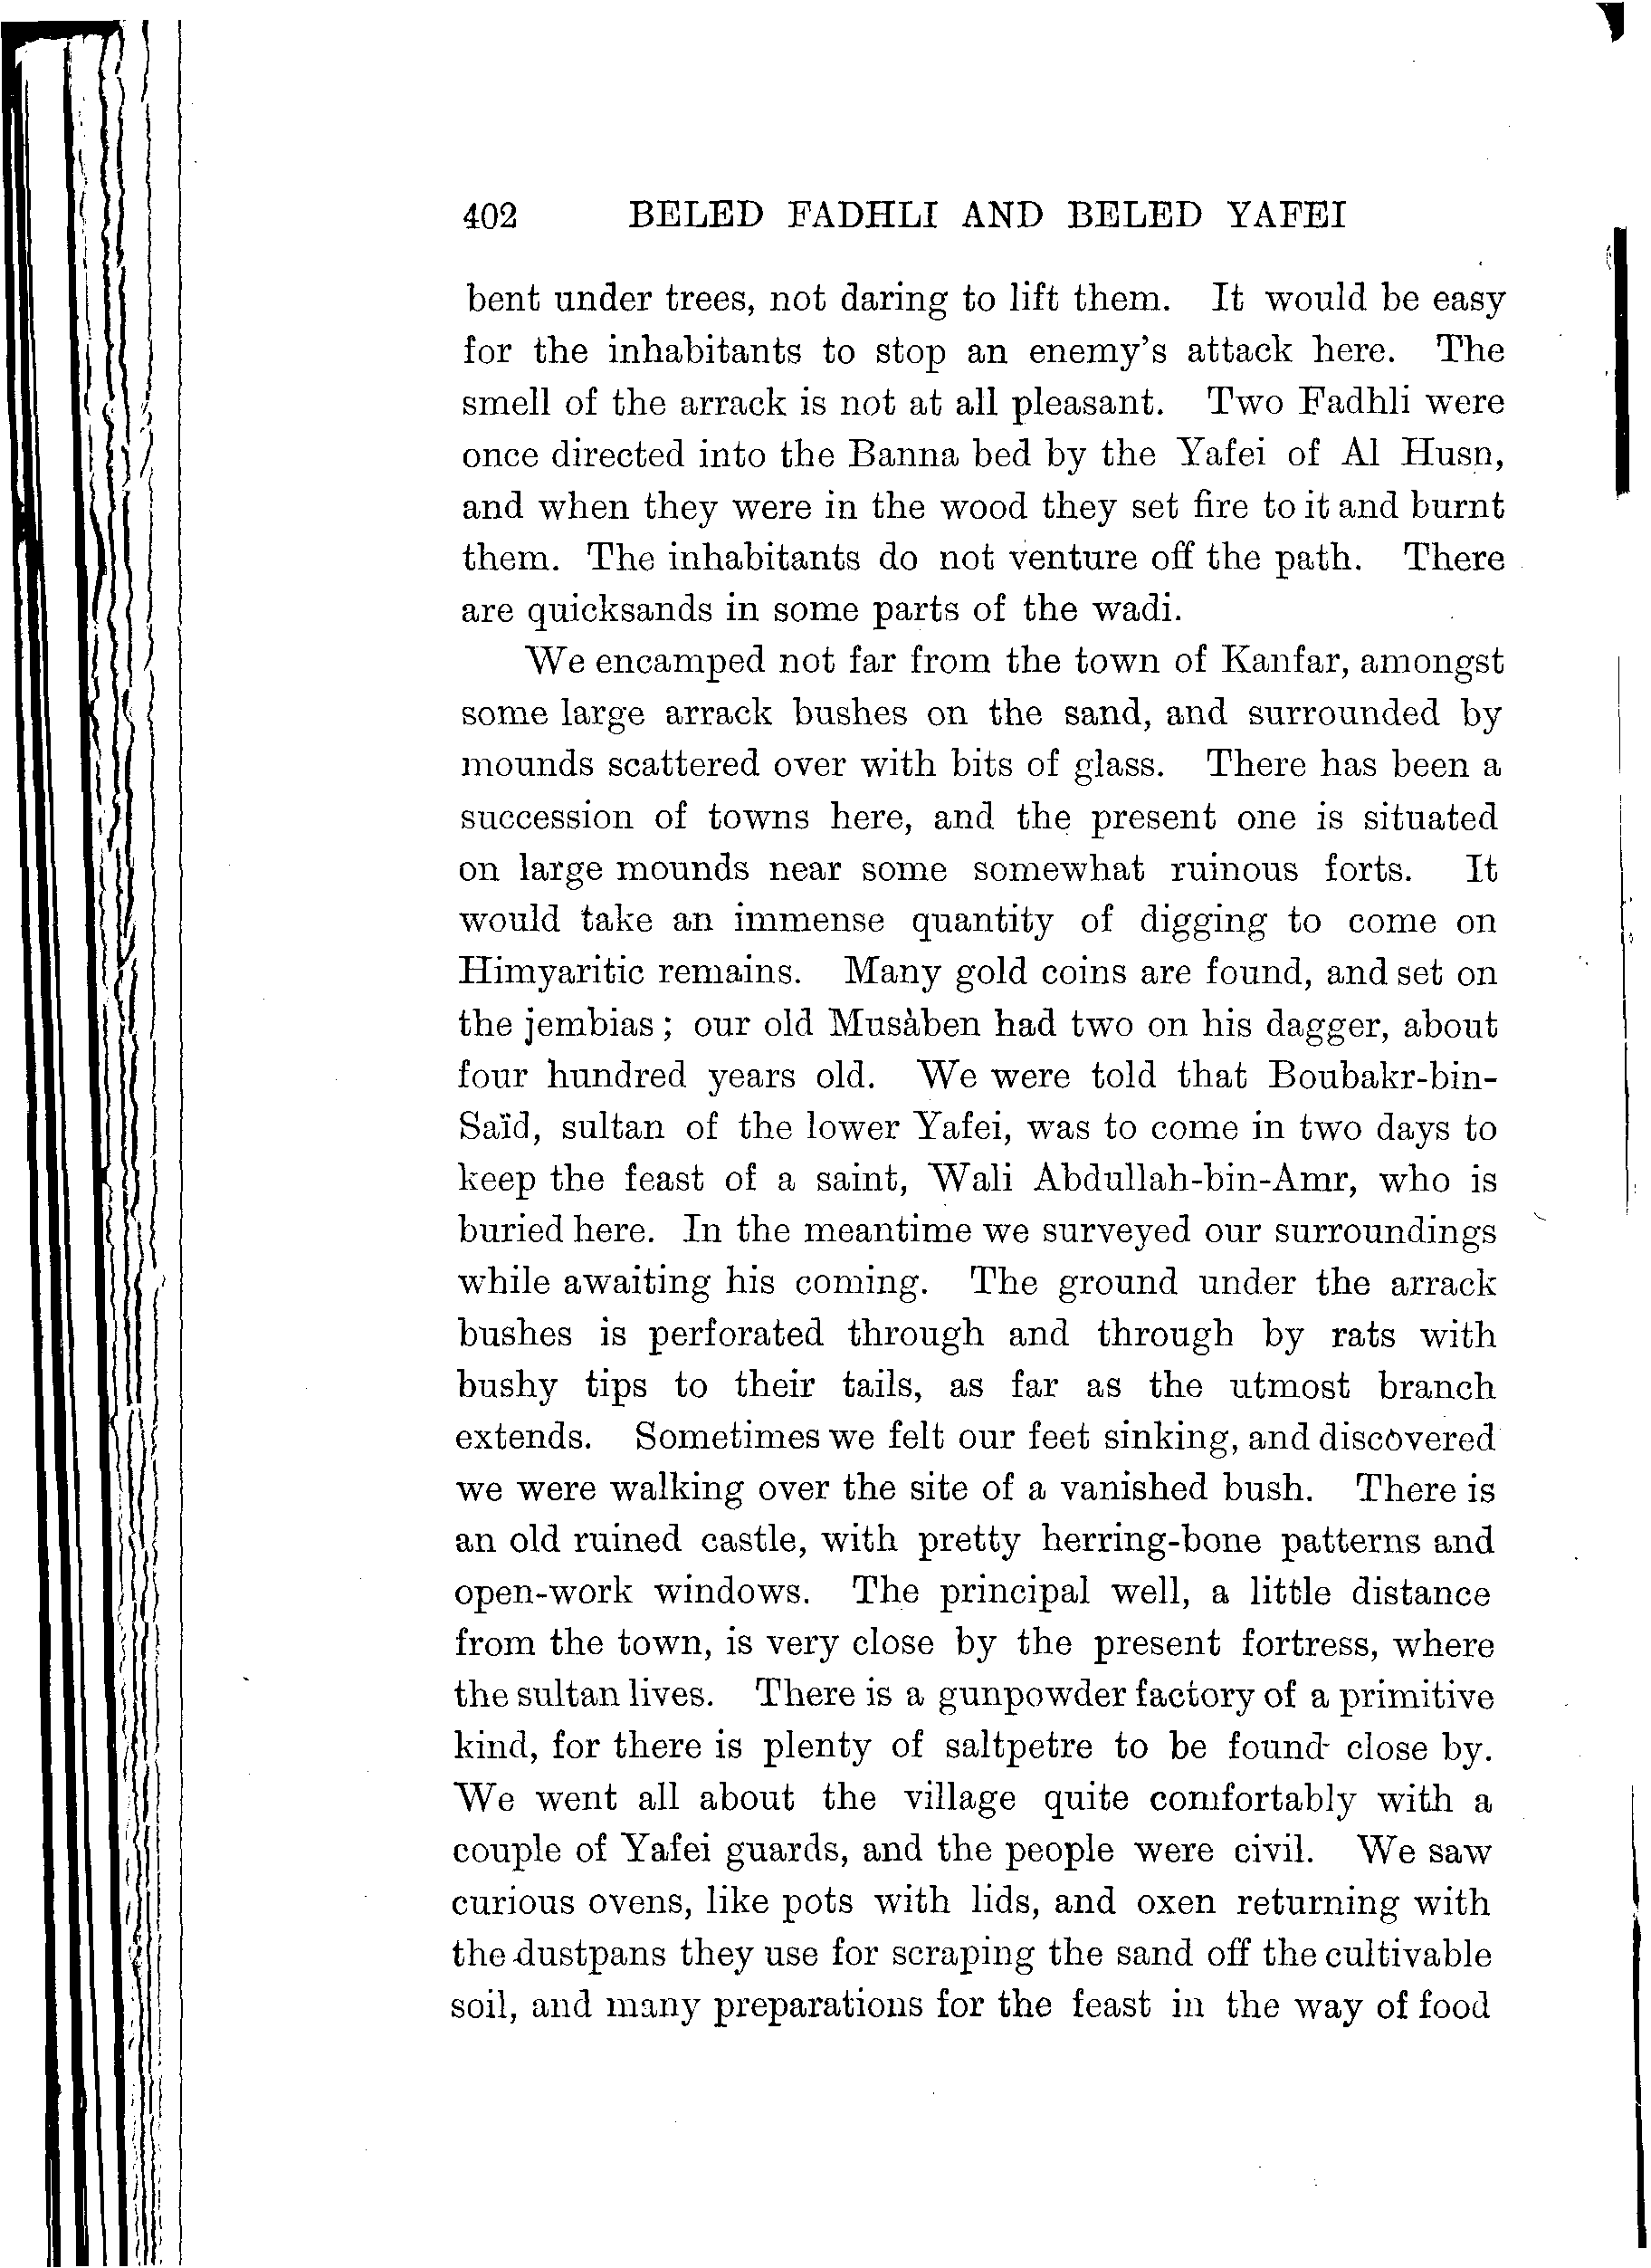 402 BELED FADHLI AND BELED YAFEI
bent under trees, not daring to lift them. It would be easy
for the inhabitants to stop an enemy's attack here. The
smell of the arrack is not at all pleasant. Two Fadhli were
once directed into the Banna bed by the Yafei of Al Husn,
and when they were in the wood they set fire to it and burnt
them. The inhabitants do not venture off the path. There
are quicksands in some parts of the wadi.
We encamped not far from the town of Kanfar, amongst
some large arrack bushes on the sand, and surrounded by
mounds scattered over with bits of glass. There has been a
succession of towns here, and the present one is situated
on large mounds near some somewhat ruinous forts. It
would take an immense quantity of digging to come on
Himyaritic remains. Many gold coins are found, and set on
the jembias; our old Musàben had two on his dagger, about
four hundred years old. We were told that Boubakr-bin-
Saïd, sultan of the lower Yafei, was to come in two days to
keep the feast of a saint, Wali Abdullah-bin-Amr, who is
buried here. In the meantime we surveyed our surroundings
while awaiting his coming. The ground under the arrack
bushes is perforated through and through by rats with
bushy tips to their tails, as far as the utmost branch
extends. Sometimes we felt our feet sinking, and discovered
we were walking over the site of a vanished bush. There is
an old ruined castle, with pretty herring-bone patterns and
open-work windows. The principal well, a little distance
from the town, is very close by the present fortress, where
the sultan lives. There is a gunpowder factory of a primitive
kind, for there is plenty of saltpetre to be found close by.
We went all about the village quite comfortably with a
couple of Yafei guards, and the people were civil. We saw
curious ovens, like pots with lids, and oxen returning with
the dustpans they use for scraping the sand off the cultivable
soil, and many preparations for the feast in the way of food